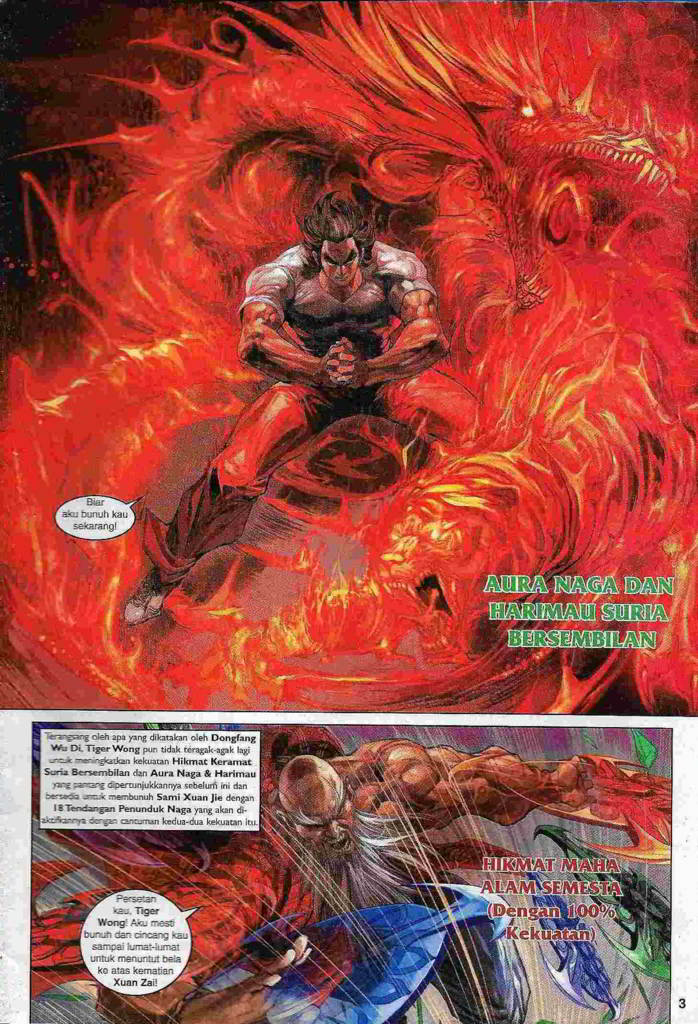 Biar
aku bunuh kau
sekarang!
AURA NAGA DAN
HARIMAU SURIA
BERSEMBILAN
Terangsang oleh apa yang dikatakan oleh Dongfang
Wu Di, Tiger Wong pun tidak teragak-agak lagi
untuk meningkatkan kekuatan Hikmat Keramat
Suria Bersembilan dan Aura Naga & Harimau
yang pantang dipertunjukkannya sebelum ini dan
bersedia untuk membunuh Sami Xuan Jie dengan
18 Tendangan Penunduk Naga yang akan di-
aktifkannya dengan cantuman kedua-dua kekuatan itu.
HIKMAT MAHA
ALAM SEMESTA
(Dengan 100%
Kekuatan)
Persetan
kau, Tiger
Wong! Aku mesti
bunuh dan cincang kau
sampai lumat-lumat
untuk menuntut bela
ke atas kematian
Xuan Zai!
3